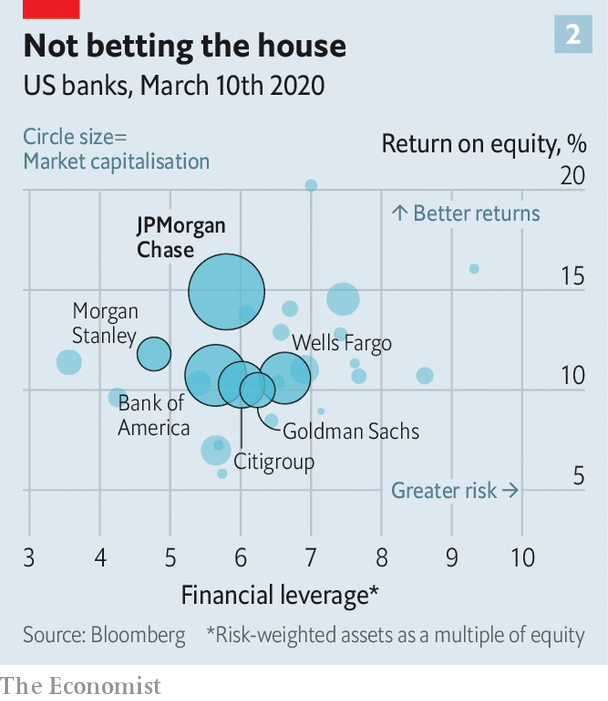 Not betting the house
2
US banks, March 10th 2020
Circle size=
Market capitalisation
Return on equity, %
20
↑ Better returns
JPMorgan
Chase
15
Morgan
Stanley
Wells Fargo
10
Bank of
America
Goldman Sachs
Citigroup
5
Greater risk →
3 4 5 6 7 8 9 10
Financial leverage*
Source: Bloomberg *Risk-weighted assets as a multiple of equity
The Economist